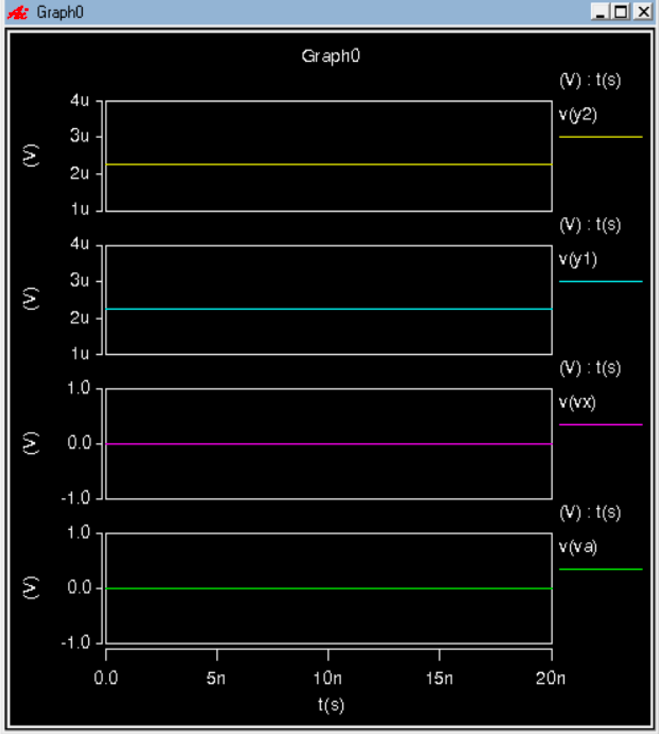 Graph0
Graph0
(V) : t(s)
v(y2)
4u
3u
2u
1u
(V)
(V) : t(s)
v(y1)
4u
3u
2u
1u
(V)
(V) : t(s)
v(vx)
1.0
0.0
-1.0
(V)
(V) : t(s)
v(va)
1.0
0.0
-1.0
(V)
0.0 5n 10n 15n 20n
t(s)